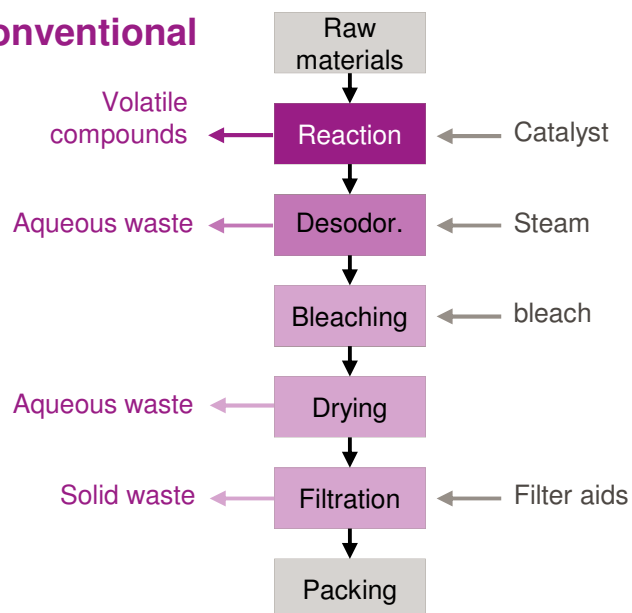 onventional
Raw
materials
Volatile
compounds
Reaction
Catalyst
Aqueous waste
Desodor.
Steam
Bleaching
bleach
Aqueous waste
Drying
Solid waste
Filtration
Filter aids
Packing